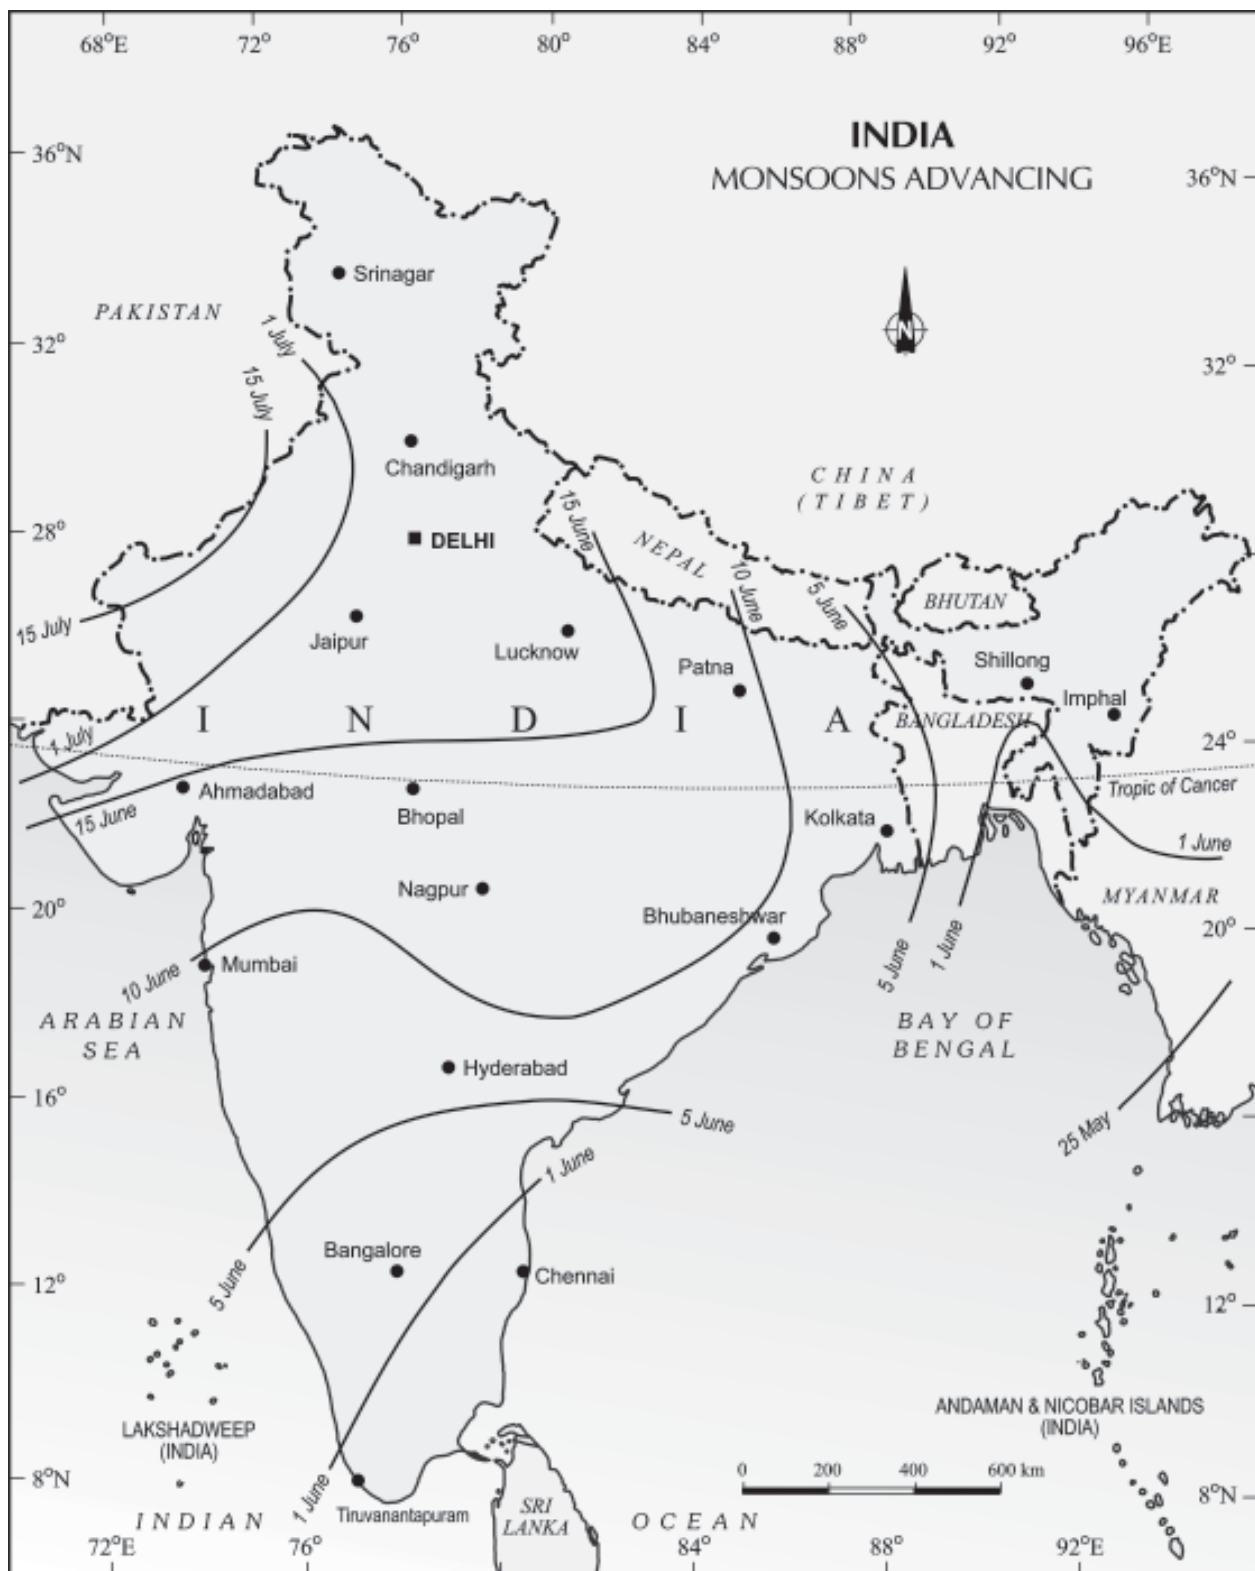 68°E 72° 76° 80° 84° 88° 92° 96°E
INDIA
MONSOONS ADVANCING
36°N
36°N
Srinagar
N
PAKISTAN
1 July
32°
32°
15 July
Chandigarh
CHINA
(TIBET)
15 June
28°
DELHI
NEPAL
10 June
5 June
28°
BHUTAN
15 July
Jaipur
Lucknow
Patna
Shillong
Imphal
I N D I A
BANGLADESH
1 July
24°
Ahmadabad
Tropic of Cancer
15 June
Bhopal
Kolkata
1 June
Nagpur
MYANMAR
20°
Bhubaneshwar
20°
10 June
Mumbai
5 June
1 June
ARABIAN
SEA
BAY OF
BENGAL
Hyderabad
16°
5 June
25 May
1 June
Bangalore
Chennai
5 June
12°
12°
LAKSHADWEEP
(INDIA)
ANDAMAN & NICOBAR ISLANDS
(INDIA)
8°N
0 200 400 600 km
8°N
1 June
Tiruvanantapuram
SRI
LANKA
INDIAN OCEAN
72°E 76° 84° 88° 92°E